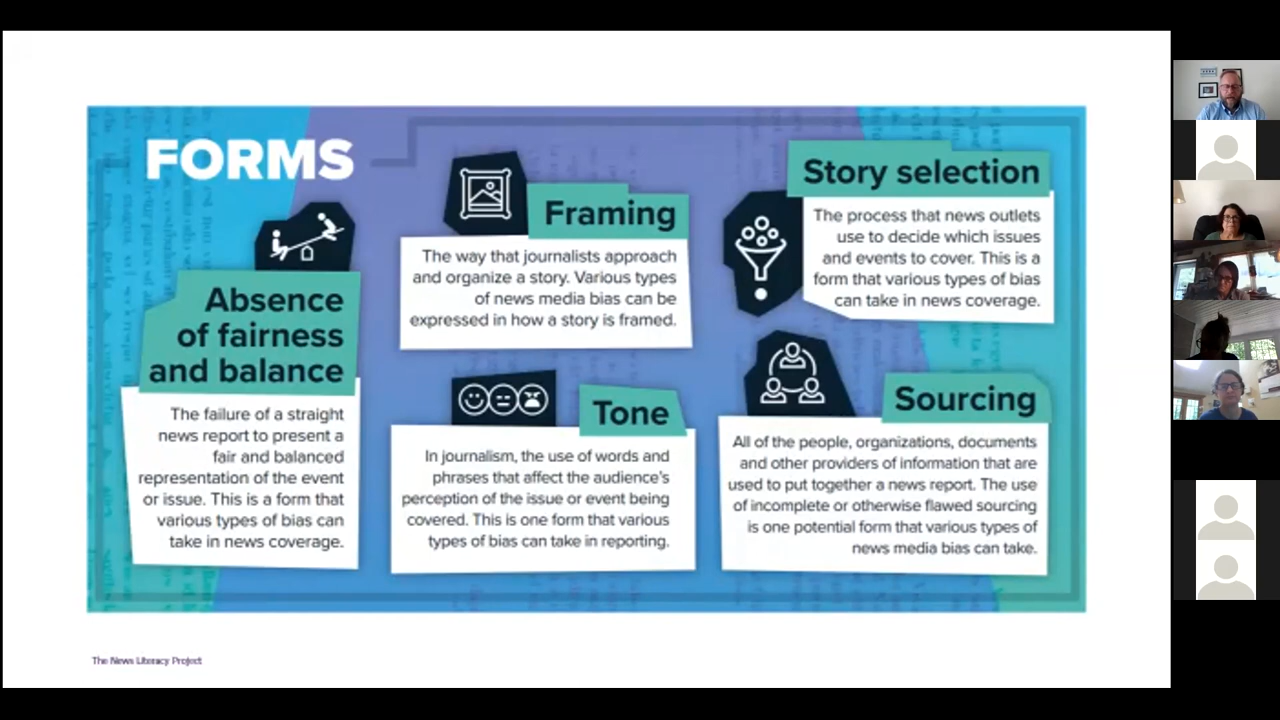 FORMS
Absence
of fairness
and balance
The failure of a straight
news report to present a
fair and balanced
representation of the event
or issue. This is a form that
various types of bias can
take in news coverage.
Framing
The way that journalists approach
and organize a story. Various types
of news media bias can be
expressed in how a story is framed.
Tone
In journalism, the use of words and
phrases that affect the audience's
perception of the issue or event being
covered. This is one form that various
types of bias can take in reporting.
Story selection
The process that news outlets
use to decide which issues
and events to cover. This is a
form that various types of bias
can take in news coverage.
Sourcing
All of the people, organizations, documents
and other providers of information that are
used to put together a news report. The use
of incomplete or otherwise flawed sourcing
is one potential form that various types of
news media bias can take.
The News Literacy Project